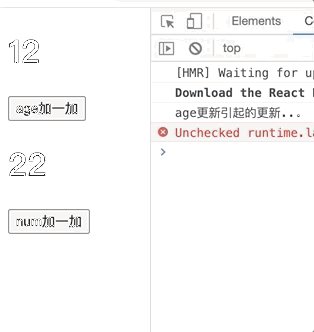 12
age加一加
22
num加一加
Elements
top
[HMR] Waiting for up
Download the React
age更新引起的更新...。
Unchecked runtime.la